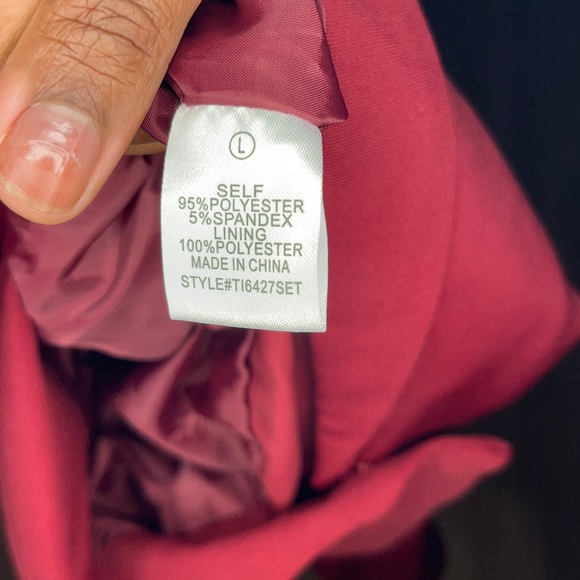 L
SELF
95%POLYESTER
5%SPANDEX
LINING
100%POLYESTER
MADE IN CHINA
STYLE#TI6427SET